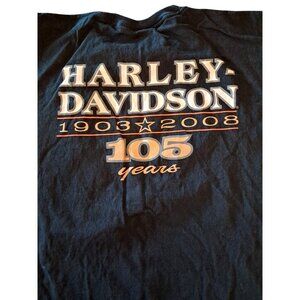 HARLEY-
DAVIDSON
1903☆2008
105
years